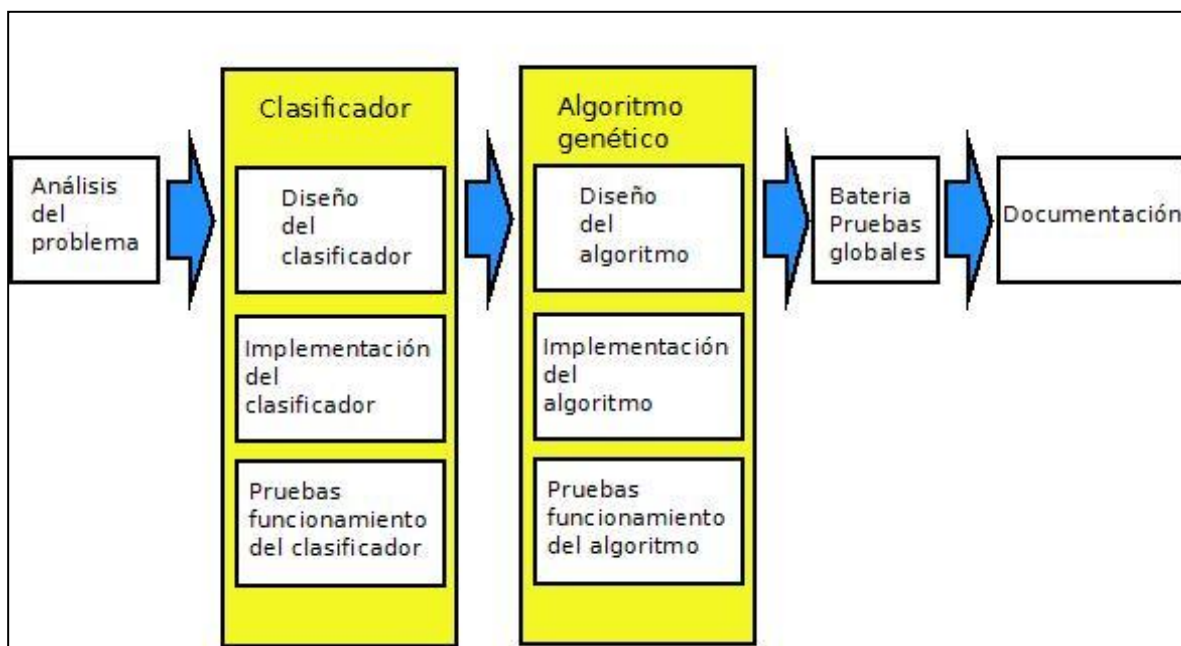 Análisis
del
problema
Clasificador
Diseño
del
clasificador
Implementación
del
clasificador
Pruebas
funcionamiento
del clasificador
Algoritmo
genético
Diseño
del
algoritmo
Implementación
del
algoritmo
Pruebas
funcionamiento
del algoritmo
Bateria
Pruebas
globales
Documentación